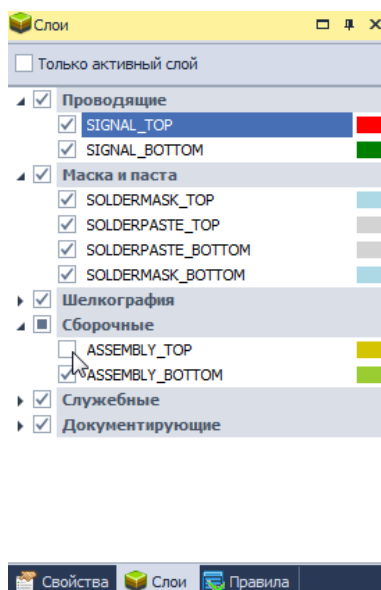 Слои
Только активный слой
Проводящие
SIGNAL_TOP
SIGNAL_BOTTOM
Маска и паста
SOLDERMASK_TOP
SOLDERPASTE_TOP
SOLDERPASTE_BOTTOM
SOLDERMASK_BOTTOM
Шелкография
Сборочные
ASSEMBLY_TOP
ASSEMBLY_BOTTOM
Служебные
Документирующие
Свойства Слои Правила